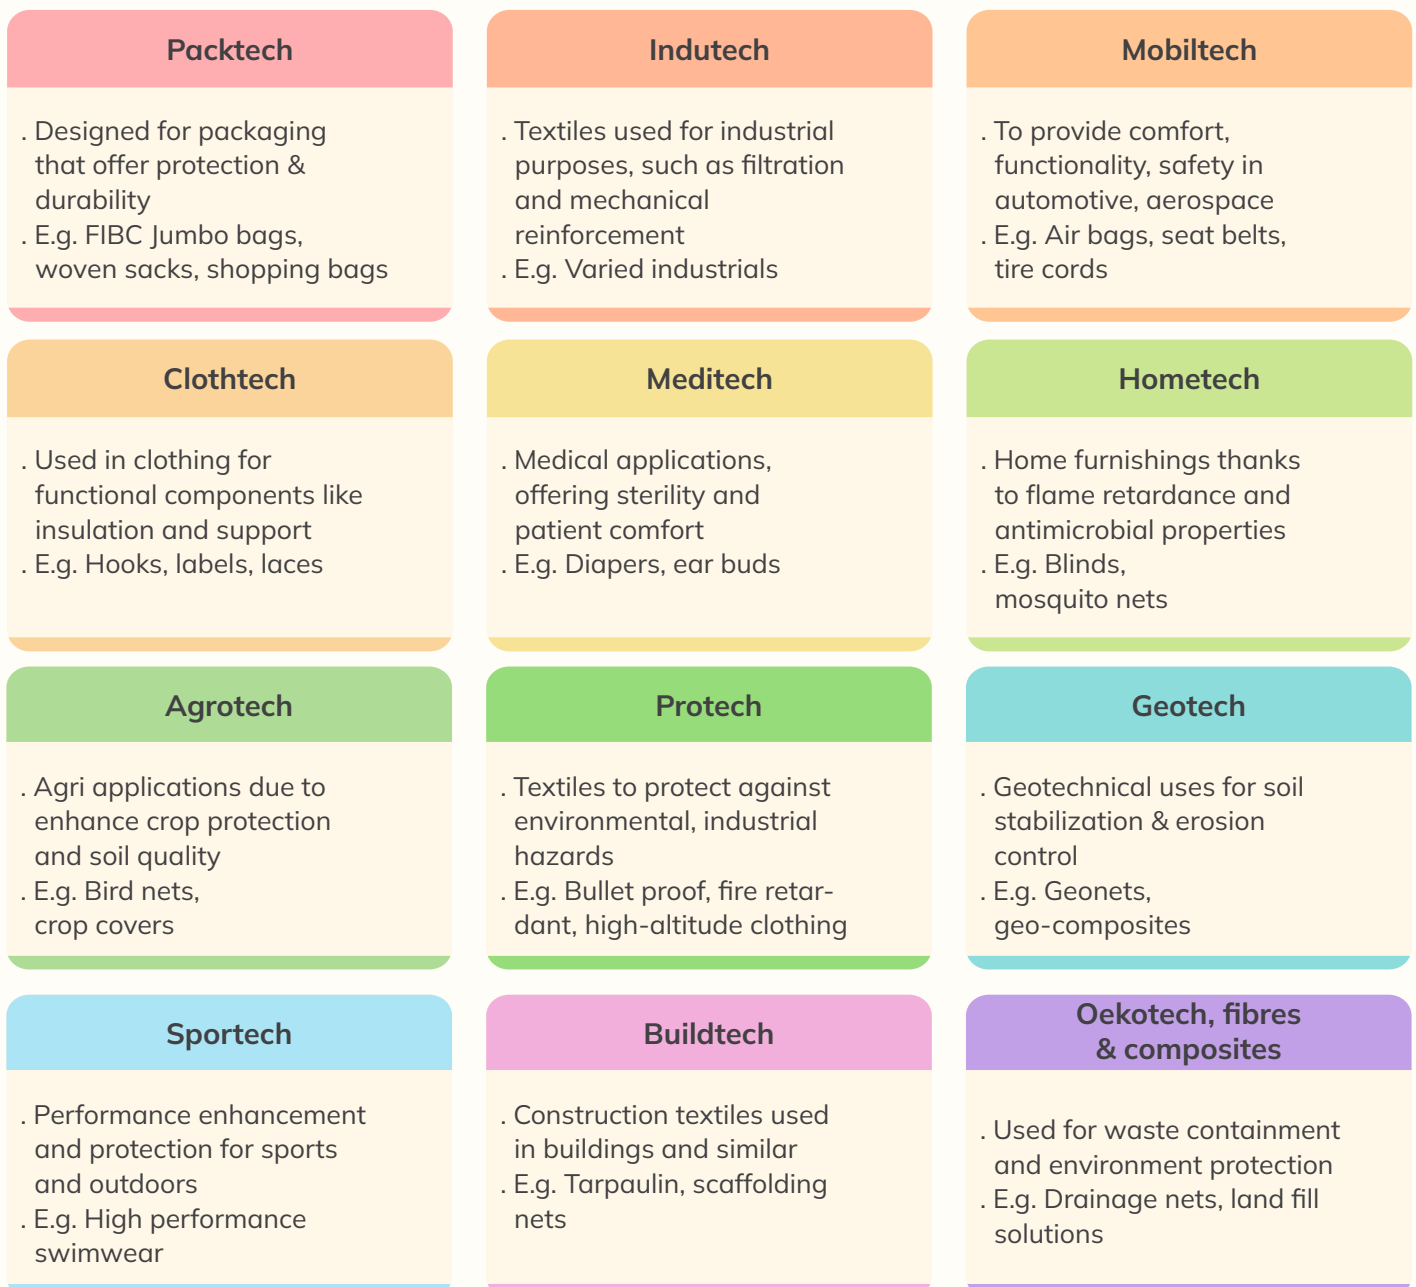 Packtech
. Designed for packaging
that offer protection &
durability
. E.g. FIBC Jumbo bags,
woven sacks, shopping bags
Indutech
. Textiles used for industrial
purposes, such as filtration
and mechanical
reinforcement
. E.g. Varied industrials
Mobiltech
. To provide comfort,
functionality, safety in
automotive, aerospace
. E.g. Air bags, seat belts,
tire cords
Clothtech
. Used in clothing for
functional components like
insulation and support
. E.g. Hooks, labels, laces
Meditech
. Medical applications,
offering sterility and
patient comfort
. E.g. Diapers, ear buds
Hometech
. Home furnishings thanks
to flame retardance and
antimicrobial properties
. E.g. Blinds,
mosquito nets
Agrotech
. Agri applications due to
enhance crop protection
and soil quality
. E.g. Bird nets,
crop covers
Protech
. Textiles to protect against
environmental, industrial
hazards
. E.g. Bullet proof, fire retar-
dant, high-altitude clothing
Geotech
. Geotechnical uses for soil
stabilization & erosion
control
. E.g. Geonets,
geo-composites
Sportech
. Performance enhancement
and protection for sports
and outdoors
. E.g. High performance
swimwear
Buildtech
. Construction textiles used
in buildings and similar
. E.g. Tarpaulin, scaffolding
nets
Oekotech, fibres
& composites
. Used for waste containment
and environment protection
. E.g. Drainage nets, land fill
solutions